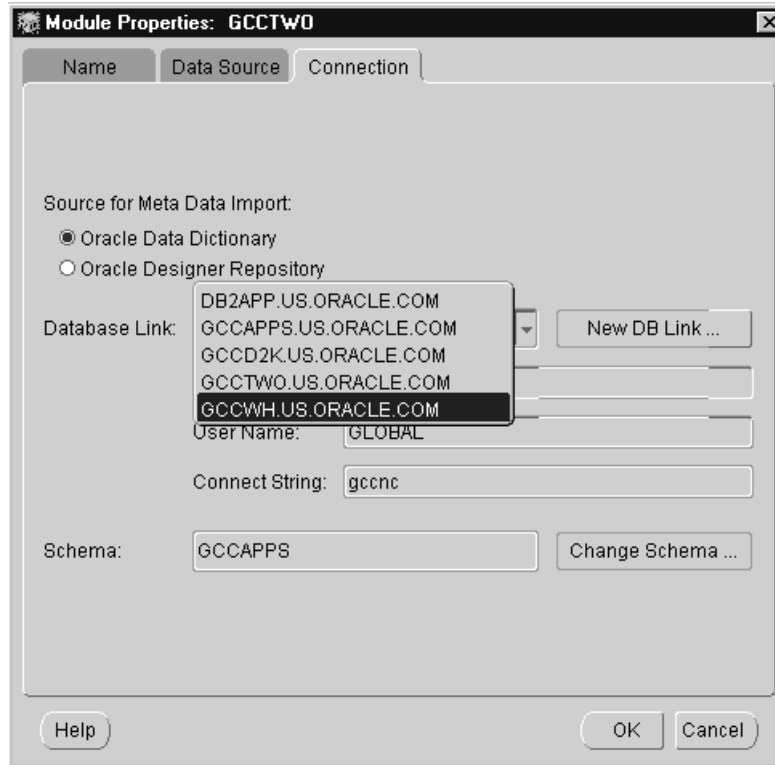 Module Properties: GCCTWO
Name Data Source Connection
Source for Meta Data Import:
Oracle Data Dictionary
Oracle Designer Repository
DB2APP.US.ORACLE.COM
Database Link: GCCAPPS.US.ORACLE.COM New DB Link ...
GCCD2K.US.ORACLE.COM
GCCTWO.US.ORACLE.COM
GCCWH.US.ORACLE.COM
User Name: GLOBAL
Connect String: gccnc
Schema: GCCAPPS Change Schema ...
Help OK Cancel